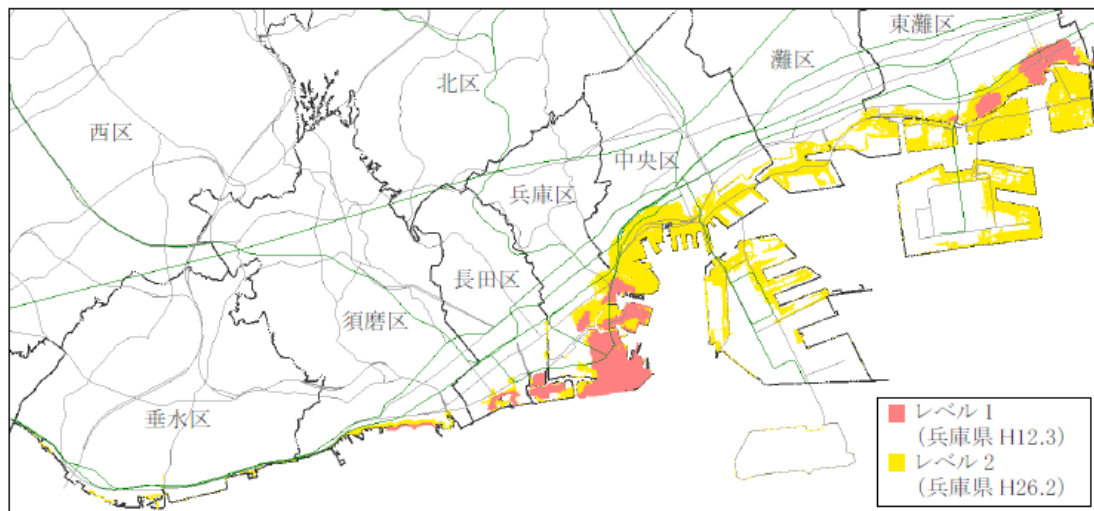 東灘区
灘区
北区
西区
中央区
兵庫区
長田区
須磨区
垂水区
レベル1
(兵庫県 H12.3)
レベル2
(兵庫県 H26.2)